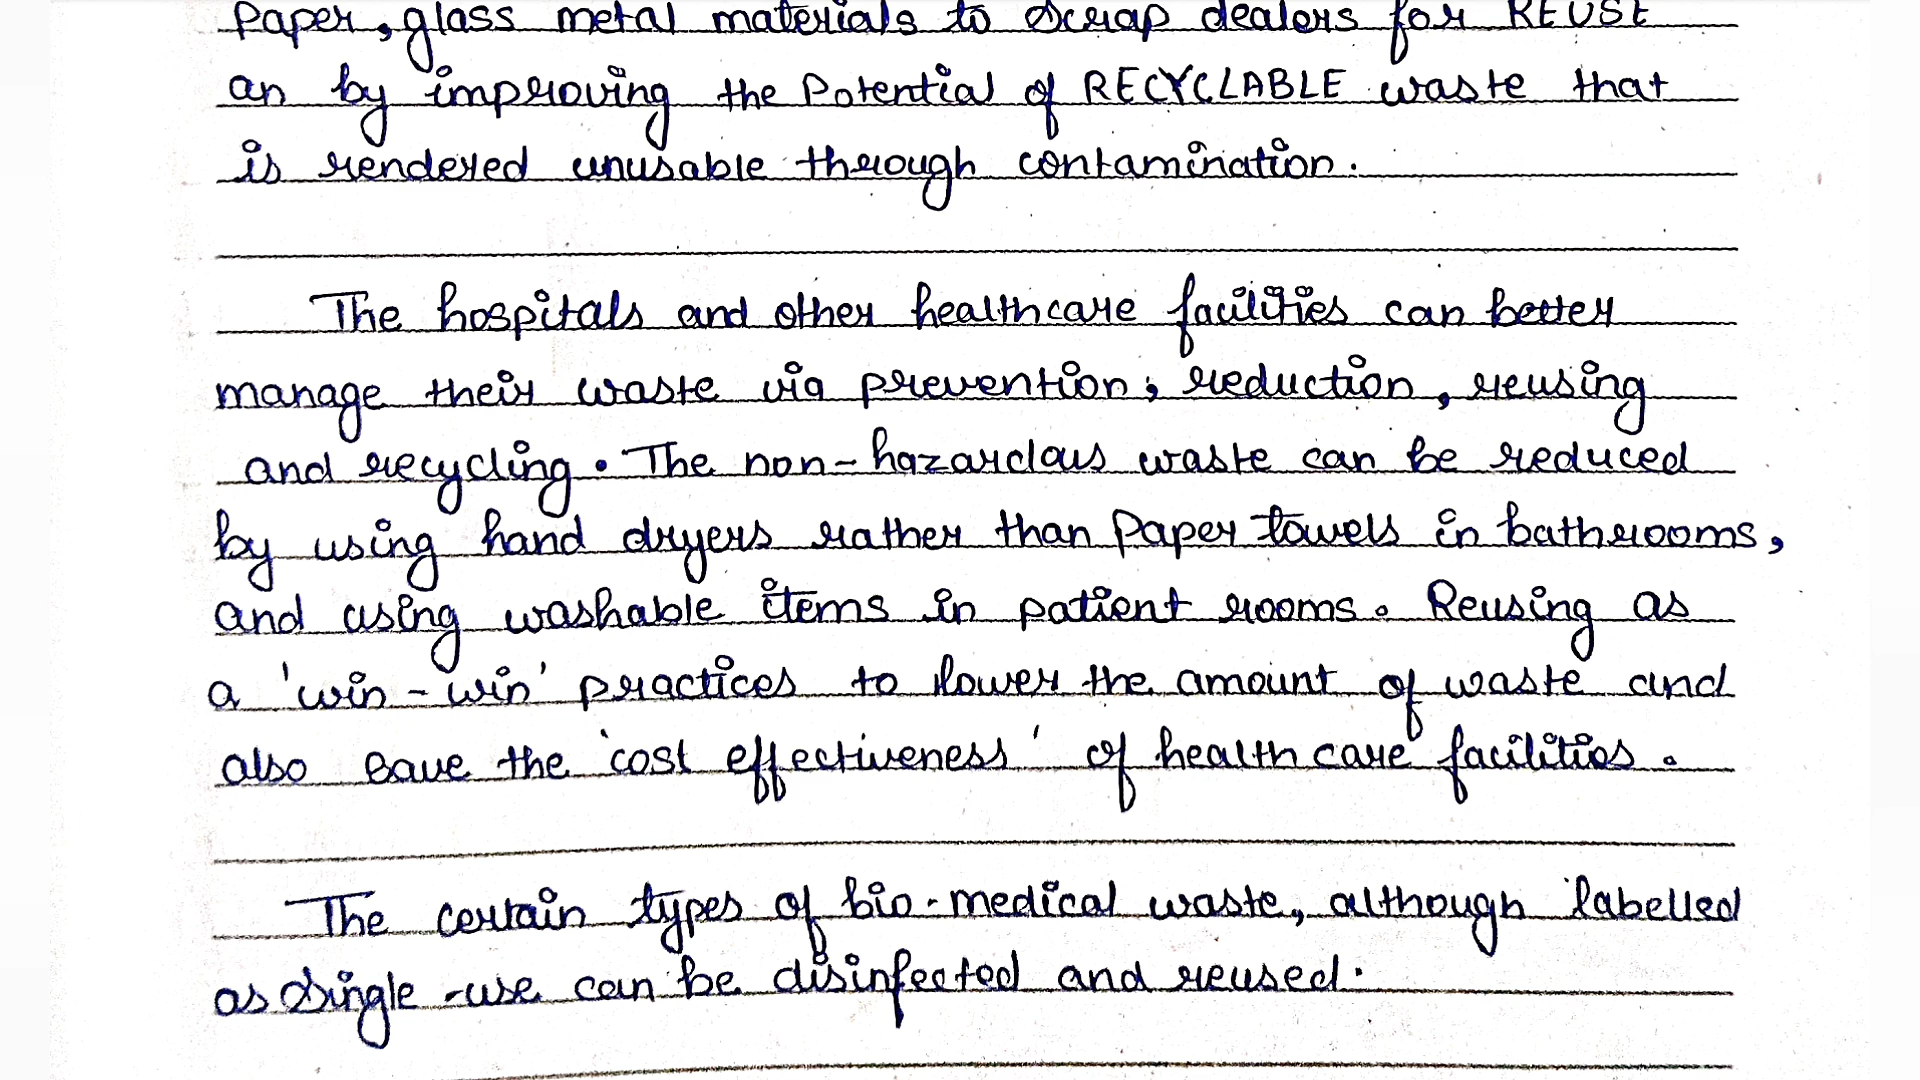 Paper, glass metal materials to scrap dealers for REUSE
an by improving the Potential of RECYCLABLE waste that
is rendered unusable through contamination.
The hospitals and other healthcare facilities can better
manage their waste via prevention, reduction, reusing
and recycling. The non-hazardous waste can be reduced
by using hand dryers rather than Paper towels in bathrooms,
and using washable items in patient rooms. Reusing as
a 'win-win' practices to lower the amount of waste and
also save the 'cost effectiveness' of health care facilities.
The certain types of bio-medical waste, although labelled
as single-use can be disinfected and reused.